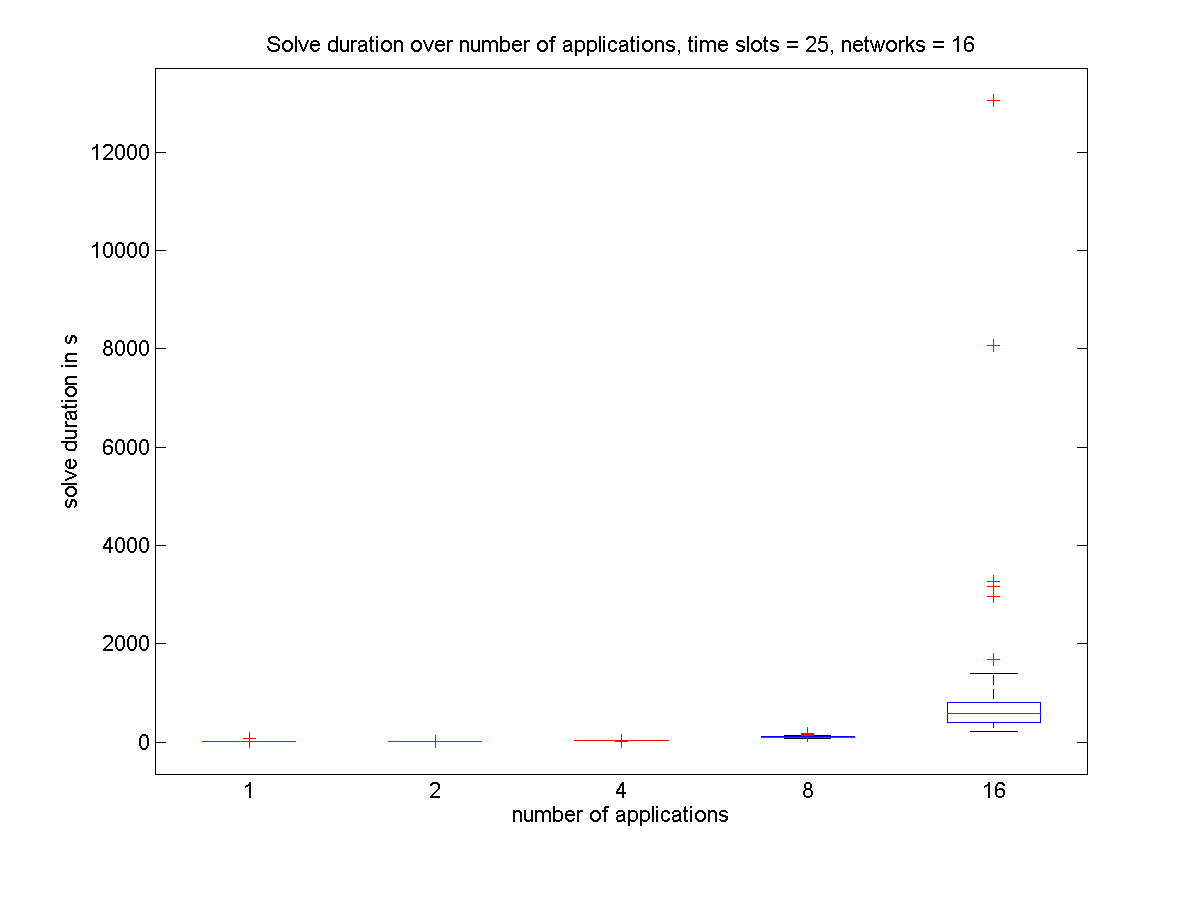 Solve duration over number of applications, time slots = 25, networks = 16
12000
10000
8000
6000
4000
2000
0
solve duration in s
1 2 4 8 16
number of applications